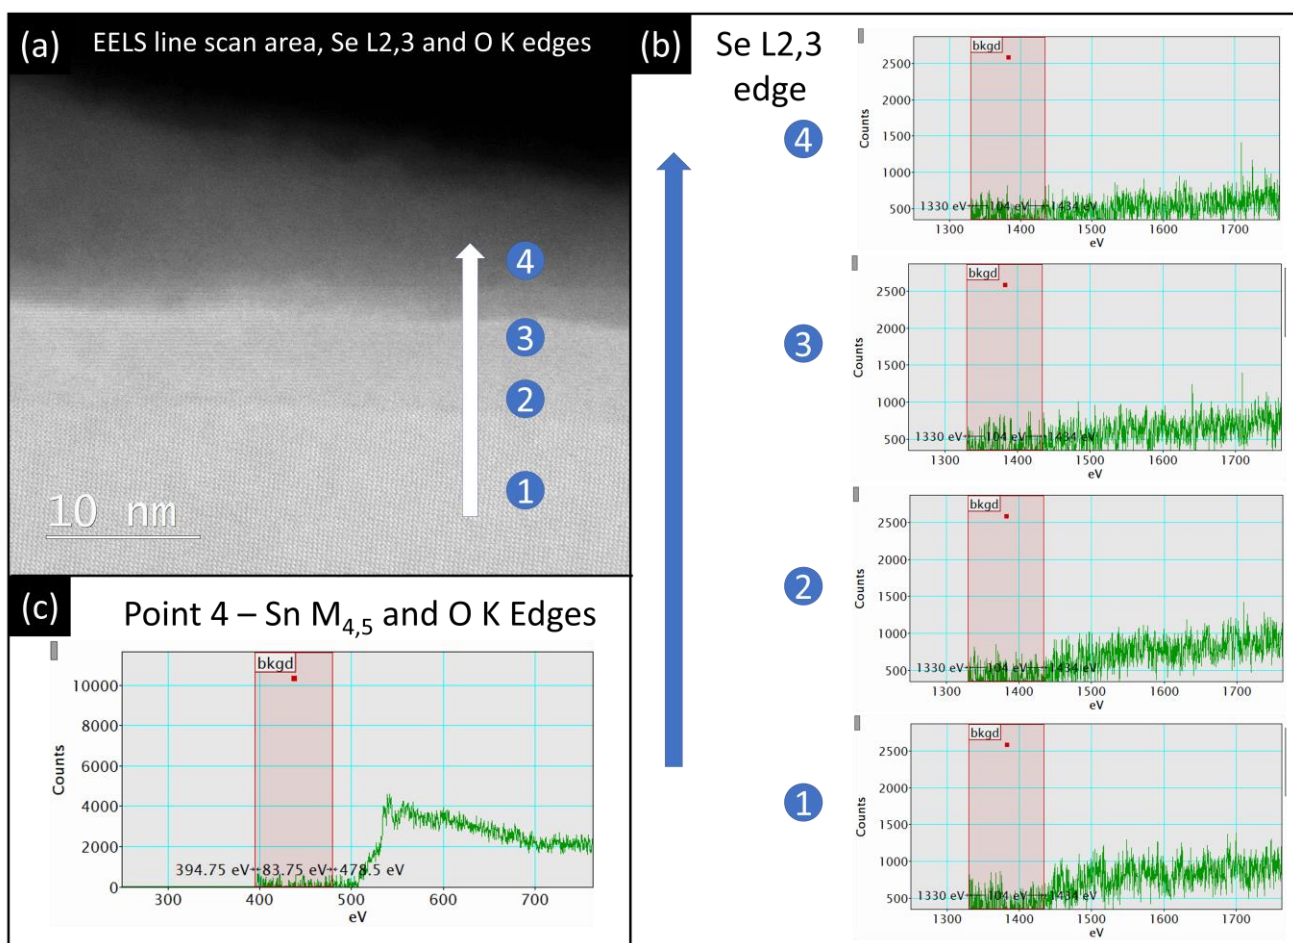 (a) EELS line scan area, Se L2,3 and O K edges
4
3
2
1
10 nm
(b) Se L2,3
edge
4
bkgd
Counts
2500
2000
1500
1000
500
1330 eV 104 eV 1434 eV
1300 1400 1500 1600 1700
eV
3
bkgd
Counts
2500
2000
1500
1000
500
1330 eV 104 eV 1434 eV
1300 1400 1500 1600 1700
eV
2
bkgd
Counts
2500
2000
1500
1000
500
1330 eV 104 eV 1434 eV
1300 1400 1500 1600 1700
eV
1
bkgd
Counts
2500
2000
1500
1000
500
1330 eV 104 eV 1434 eV
1300 1400 1500 1600 1700
eV
(c) Point 4 – Sn M4,5 and O K Edges
bkgd
Counts
10000
8000
6000
4000
2000
0
394.75 eV 83.75 eV 478.5 eV
300 400 500 600 700
eV